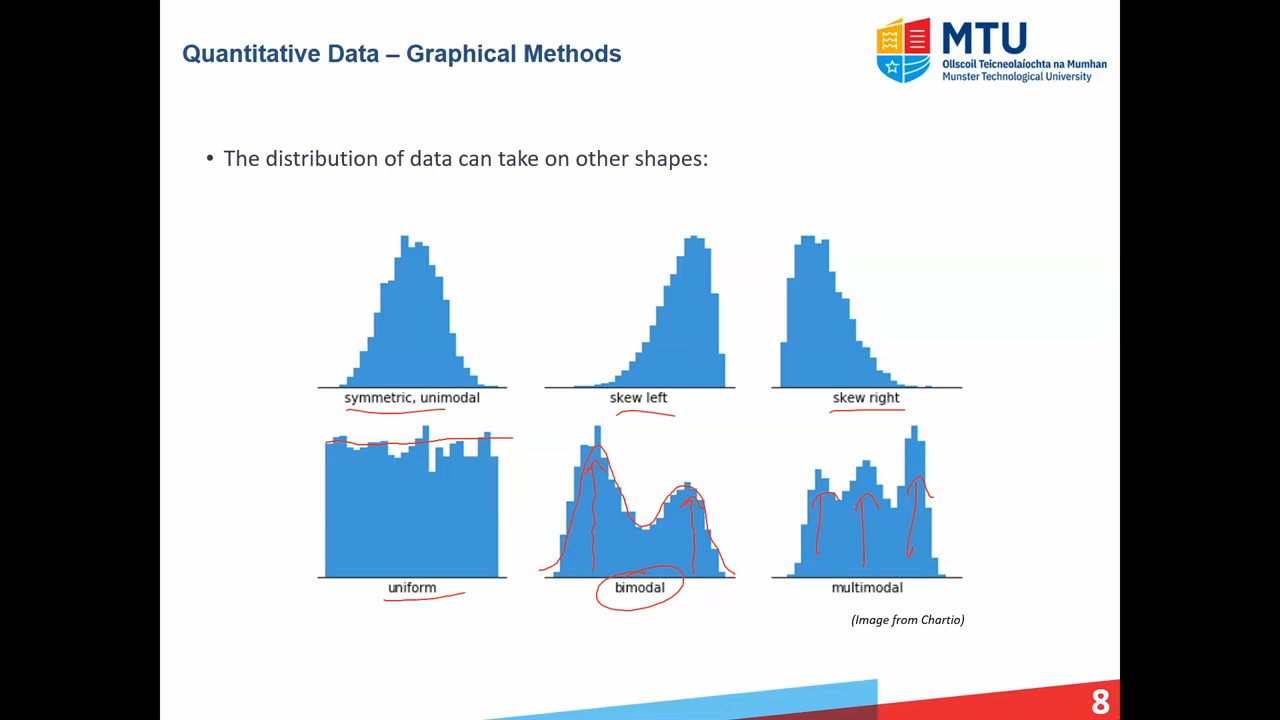 Quantitative Data – Graphical Methods
MTU
Ollscoil Teicneolaíochta na Mumhan
Munster Technological University
• The distribution of data can take on other shapes:
symmetric, unimodal
skew left
skew right
uniform
bimodal
multimodal
(Image from Chartio)
8